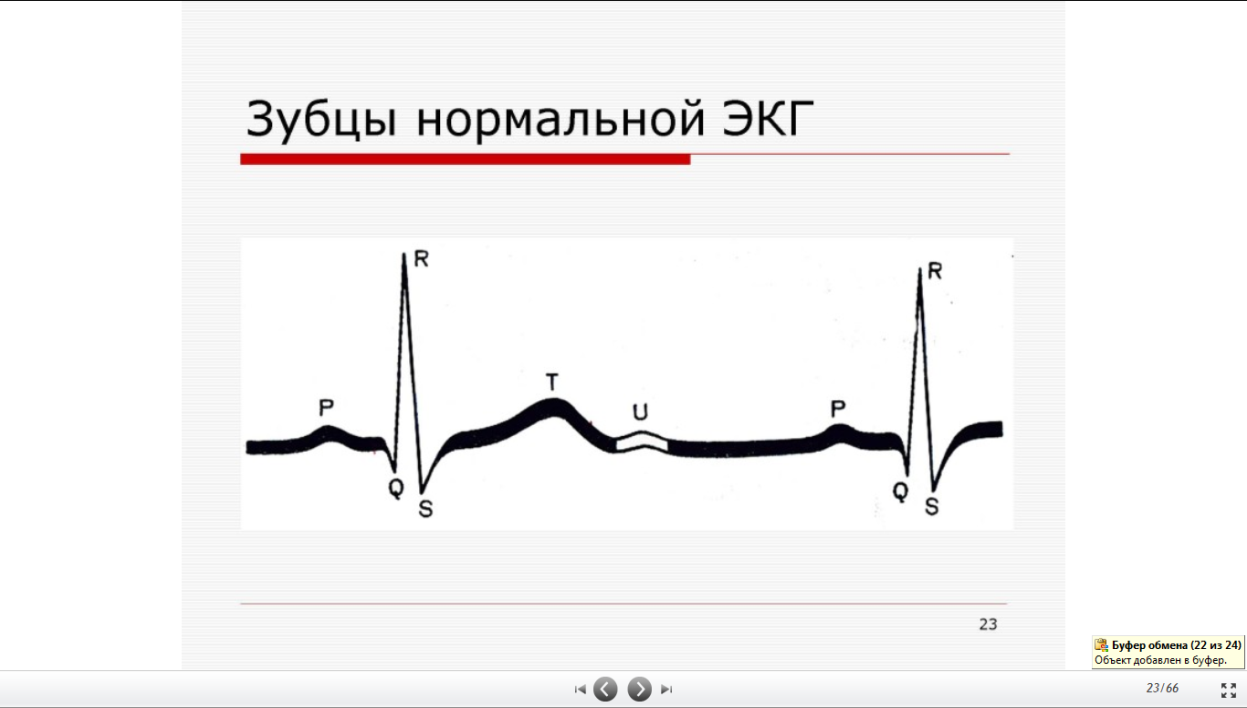 Зубцы нормальной ЭКГ
R
R
T
P
U
P
Q
S
Q
S
23
Буфер обмена (22 из 24)
Объект добавлен в буфер.
23/66